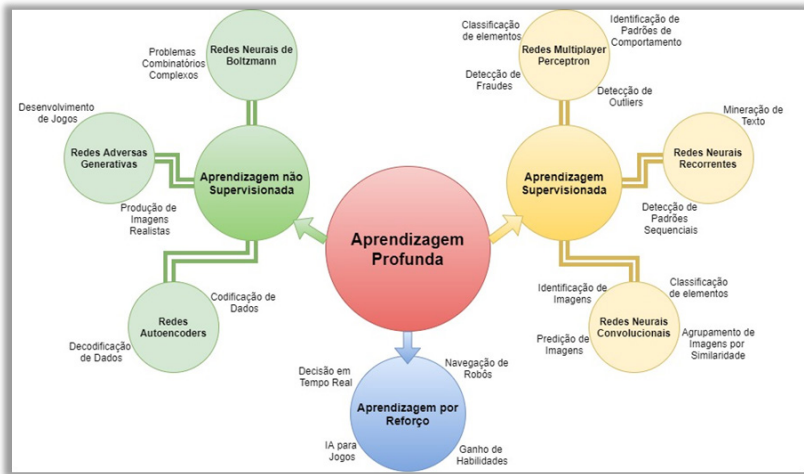 Redes Neurais de
Boltzmann
Problemas
Combinatórios
Complexos
Desenvolvimento
de Jogos
Redes Adversas
Generativas
Produção de
Imagens
Realistas
Aprendizagem não
Supervisionada
Codificação de
Dados
Redes
Autoencoders
Decodificação
de Dados
Aprendizagem
Profunda
Classificação
de elementos
Identificação de
Padrões de
Comportamento
Redes Multiplayer
Perceptron
Detecção de
Fraudes
Detecção de
Outliers
Aprendizagem
Supervisionada
Mineração de
Texto
Redes Neurais
Recorrentes
Detecção de
Padrões
Sequenciais
Identificação de
Imagens
Classificação
de elementos
Redes Neurais
Convolucionais
Predição de
Imagens
Agrupamento de
Imagens por
Similaridade
Decisão em
Tempo Real
Navegação de
Robôs
Aprendizagem por
Reforço
IA para
Jogos
Ganho de
Habilidades